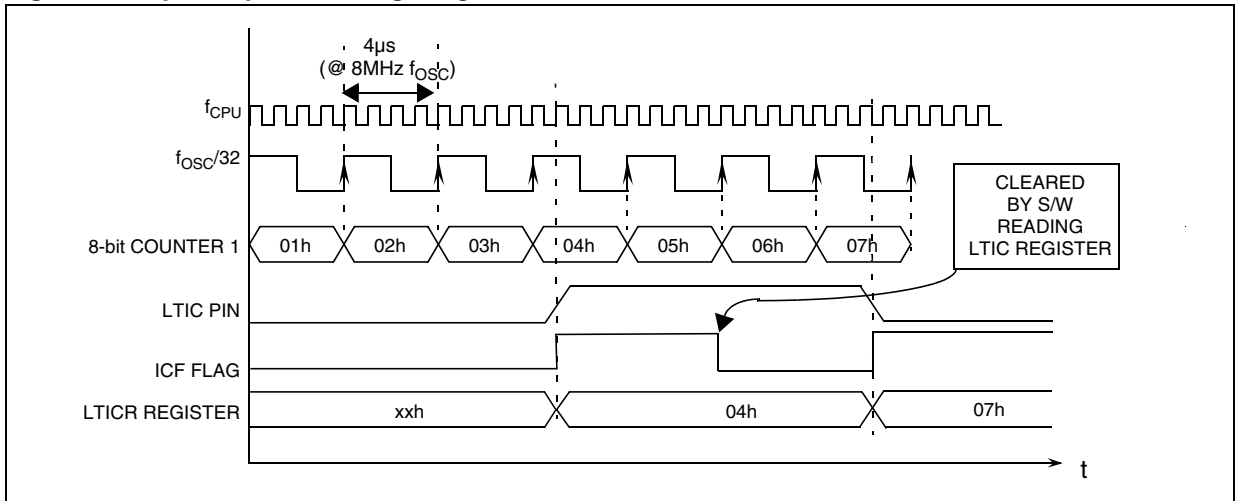 4µs
(@ 8MHz fOSC)
fCPU
fOSC/32
CLEARED
BY S/W
READING
LTIC REGISTER
8-bit COUNTER 1
01h
02h
03h
04h
05h
06h
07h
LTIC PIN
ICF FLAG
LTICR REGISTER
xxh
04h
07h
t